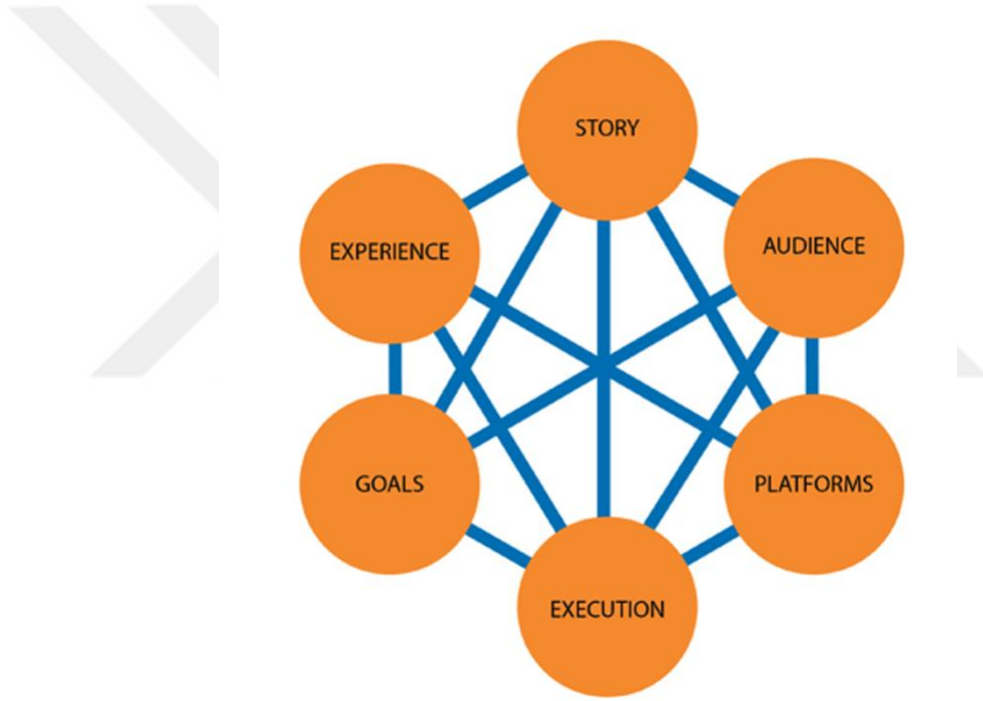 STORY
EXPERIENCE
AUDIENCE
GOALS
PLATFORMS
EXECUTION